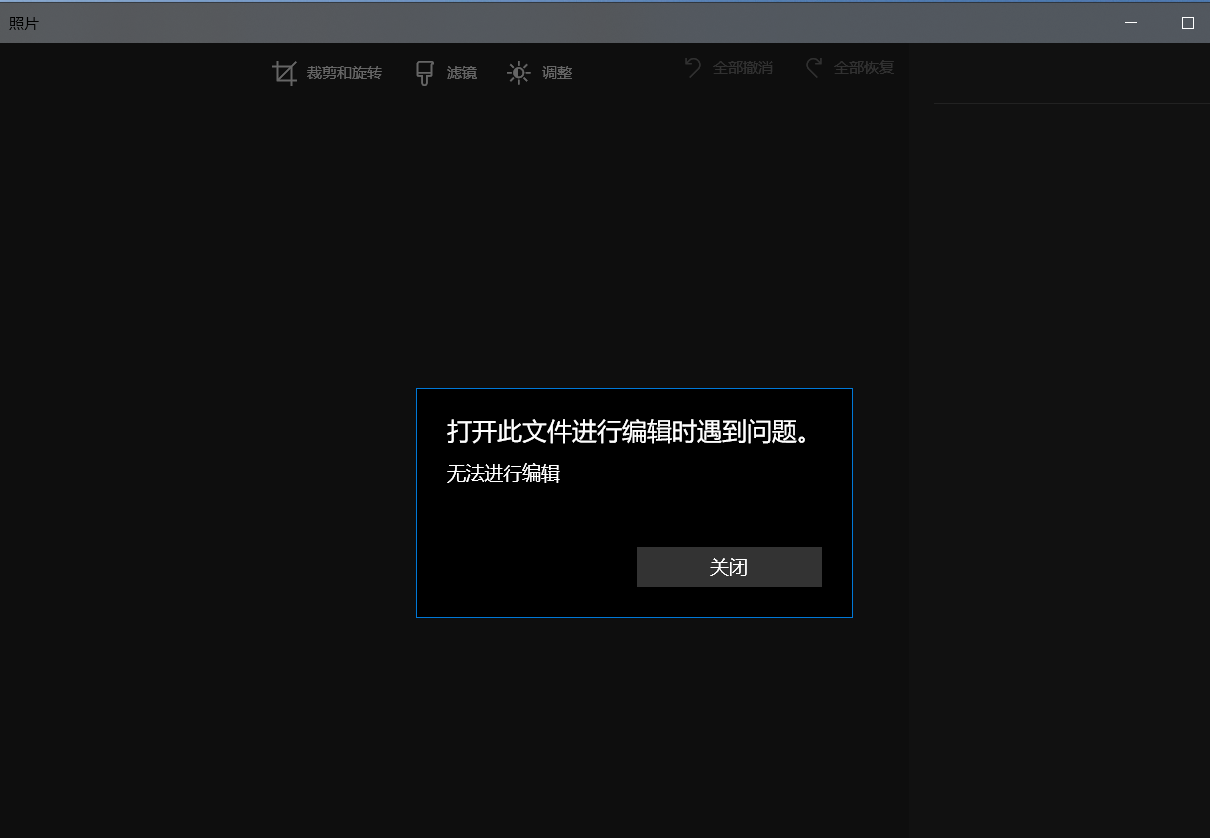 照片
裁剪和旋转 滤镜 调整 全部撤消 全部恢复
打开此文件进行编辑时遇到问题。
无法进行编辑
关闭